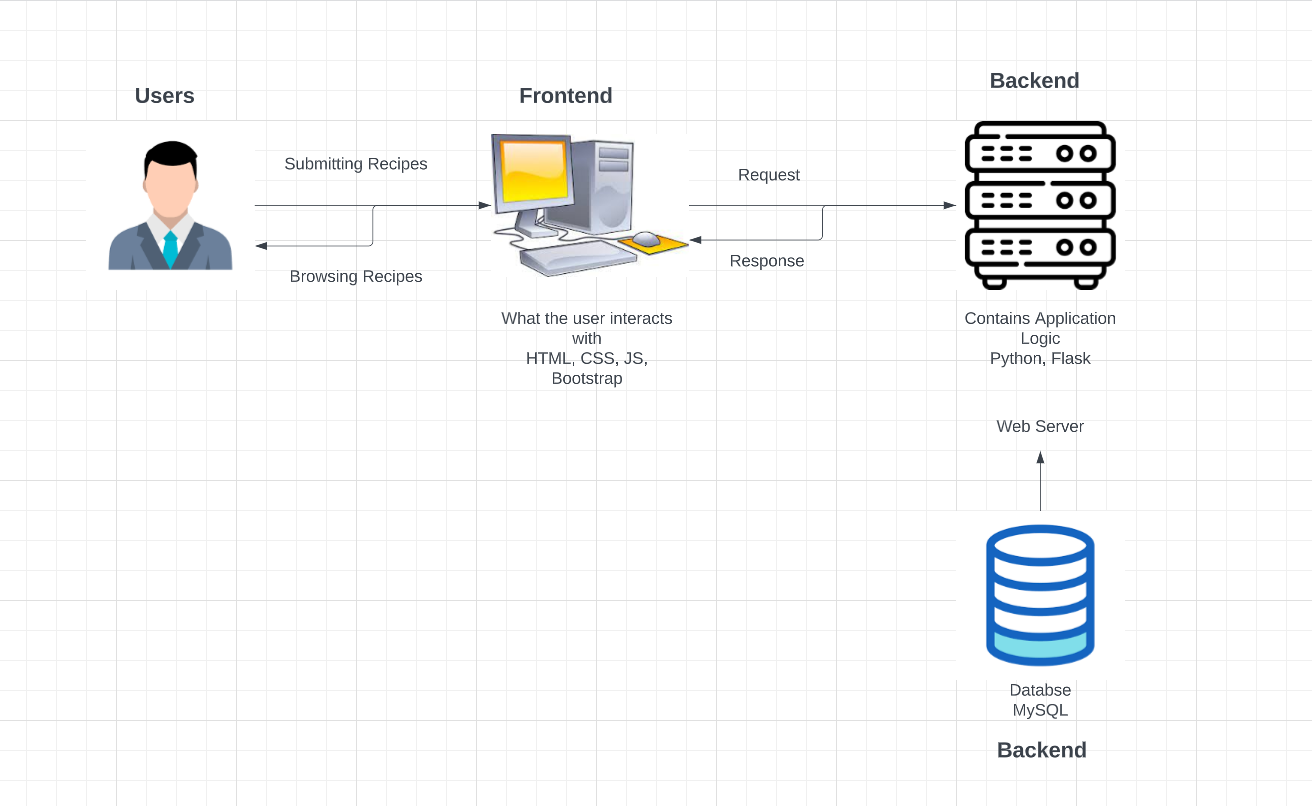 Users
Frontend
Backend
Submitting Recipes
Browsing Recipes
Request
Response
What the user interacts
with
HTML, CSS, JS,
Bootstrap
Contains Application
Logic
Python, Flask
Web Server
Databse
MySQL
Backend